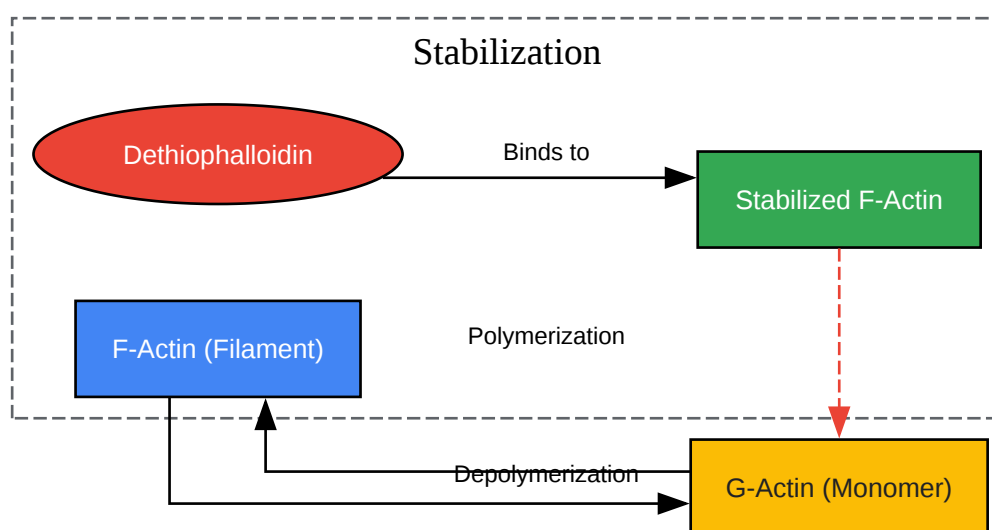 Stabilization
Dethiophalloidin
Binds to
Stabilized F-Actin
F-Actin (Filament)
Polymerization
Depolymerization
G-Actin (Monomer)